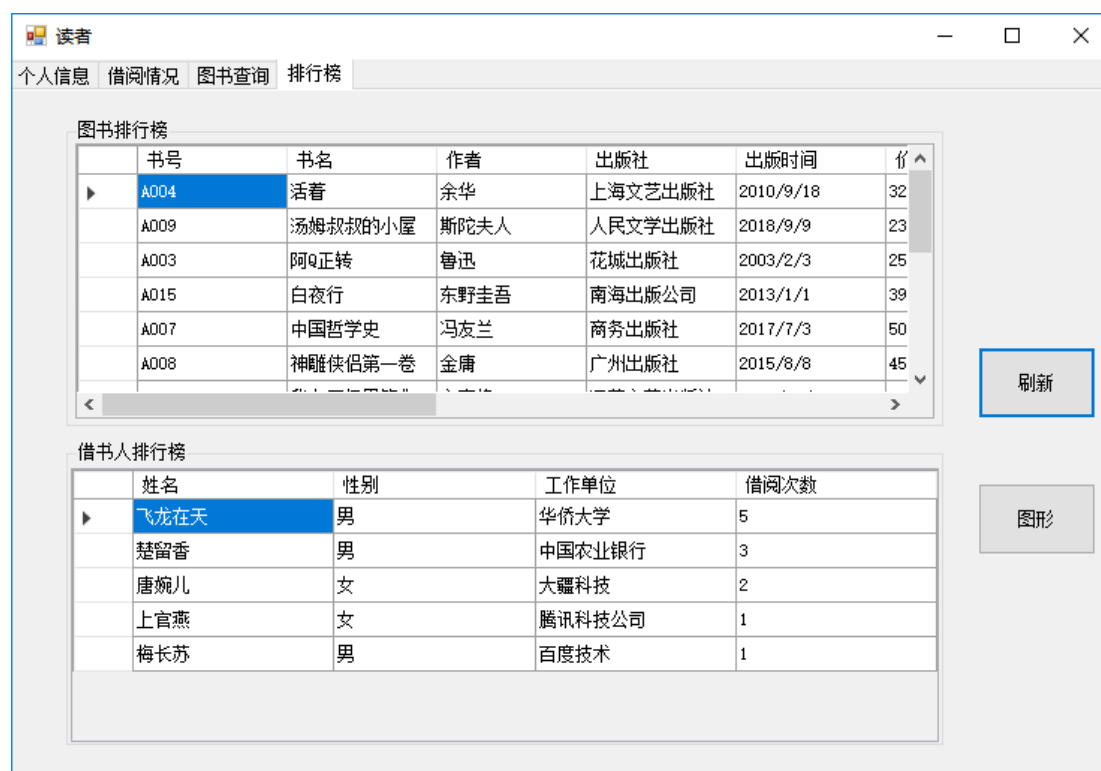 读者
个人信息 借阅情况 图书查询 排行榜
图书排行榜
书号 书名 作者 出版社 出版时间
A004 活着 余华 上海文艺出版社 2010/9/18 32
A009 汤姆叔叔的小屋 斯陀夫人 人民文学出版社 2018/9/9 23
A003 阿Q正转 鲁迅 花城出版社 2003/2/3 25
A015 白夜行 东野圭吾 南海出版公司 2013/1/1 39
A007 中国哲学史 冯友兰 商务出版社 2017/7/3 50
A008 神雕侠侣第一卷 金庸 广州出版社 2015/8/8 45
刷新
借书人排行榜
姓名 性别 工作单位 借阅次数
飞龙在天 男 华侨大学 5
图形
楚留香 男 中国农业银行 3
唐婉儿 女 大疆科技 2
上官燕 女 腾讯科技公司 1
梅长苏 男 百度技术 1